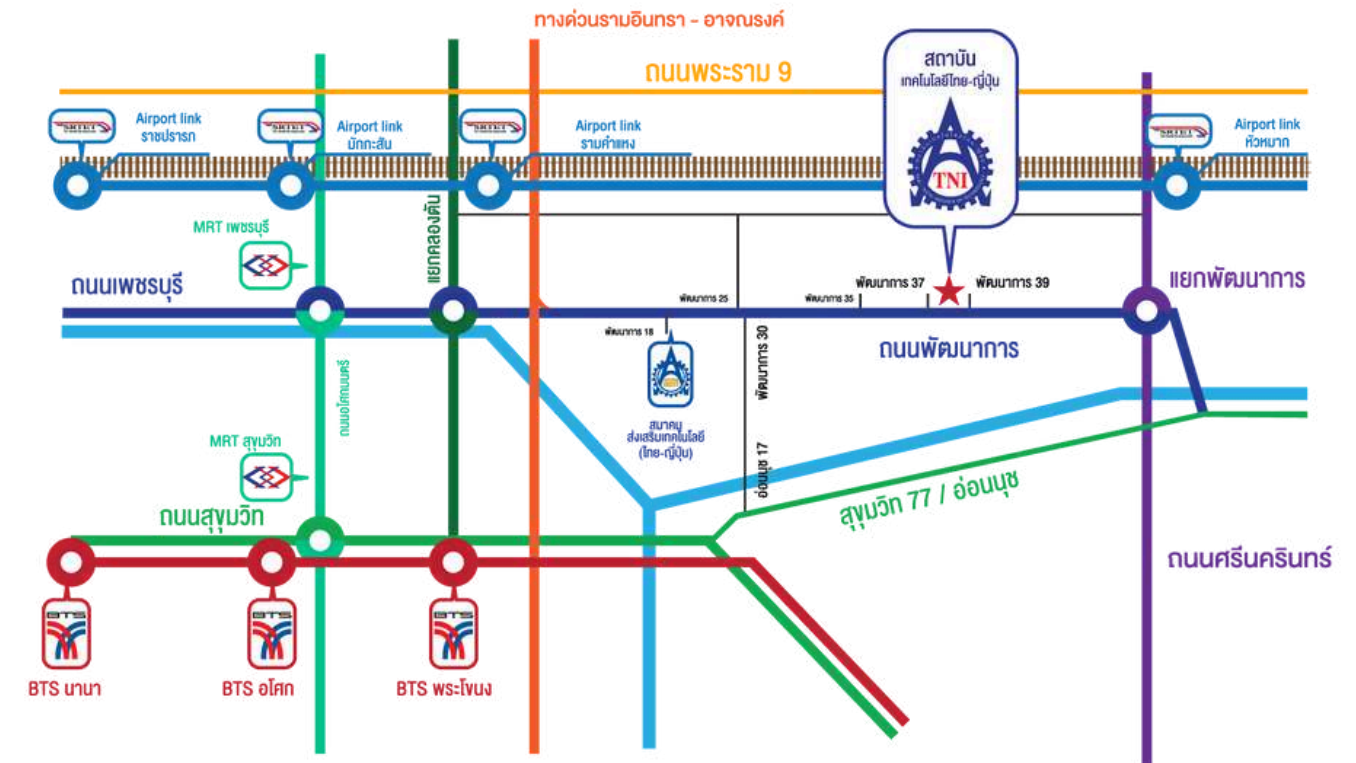 ทางด่วนรามอินทรา - อาจณรงค์
สถาบัน
เทคโนโลยีไทย-ญี่ปุ่น
TNI
ถนนพระราม 9
Airport link
ราชปรารภ
Airport link
มักกะสัน
Airport link
รามคำแหง
Airport link
หัวหมาก
SRTET
SRTET
SRTET
SRTET
MRT เพชรบุรี
แยกคลองตัน
ถนนเพชรบุรี
พัฒนาการ 25
พัฒนาการ 35
พัฒนาการ 37
พัฒนาการ 39
แยกพัฒนาการ
พัฒนาการ 18
พัฒนาการ 30
ถนนพัฒนาการ
ถนนอโศกมนตรี
สมาคม
ส่งเสริมเทคโนโลยี
(ไทย-ญี่ปุ่น)
MRT สุขุมวิท
อ่อนนุช 17
สุขุมวิท 77 / อ่อนนุช
ถนนสุขุมวิท
ถนนศรีนครินทร์
BTS
BTS
BTS
BTS นานา
BTS อโศก
BTS พระโขนง